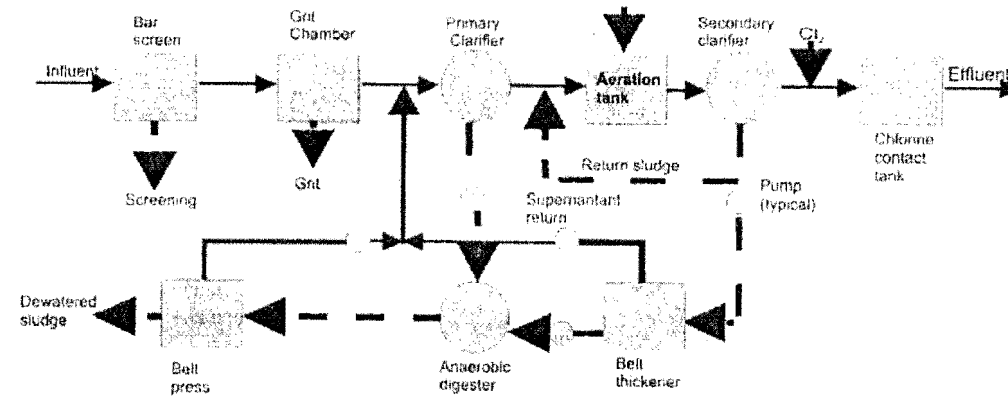 Bar
screen
Grit
Chamber
Primary
Clarifier
Secondary
clarifier
Cl₂
Influent
Aeration
tank
Effluent
Screening
Grit
Return sludge
Chlorine
contact
tank
Supernantant
return
Pump
(typical)
Dewatered
sludge
Belt
press
Anaerobic
digester
Belt
thickener